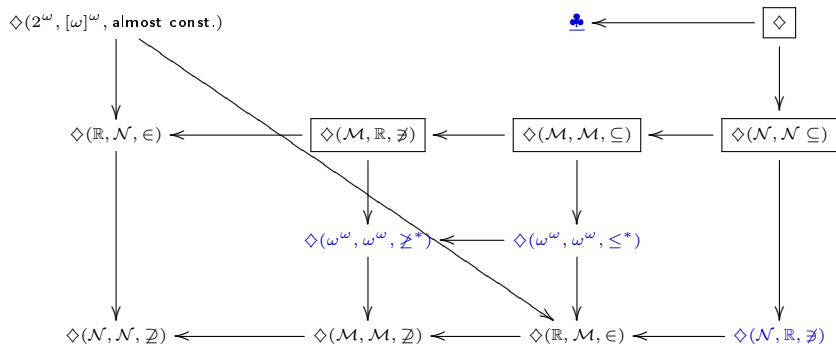 ♢(2^ω, [ω]^ω, almost const.) ♣ ♢
♢(ℝ, 𝒩, ∈) ♢(ℳ, ℝ, ∌) ♢(ℳ, ℳ, ⊆) ♢(𝒩, 𝒩 ⊆)
♢(ω^ω, ω^ω, ≱*) ♢(ω^ω, ω^ω, ≤*)
♢(𝒩, 𝒩, ⊉) ♢(ℳ, ℳ, ⊉) ♢(ℝ, ℳ, ∈) ♢(𝒩, ℝ, ∌)